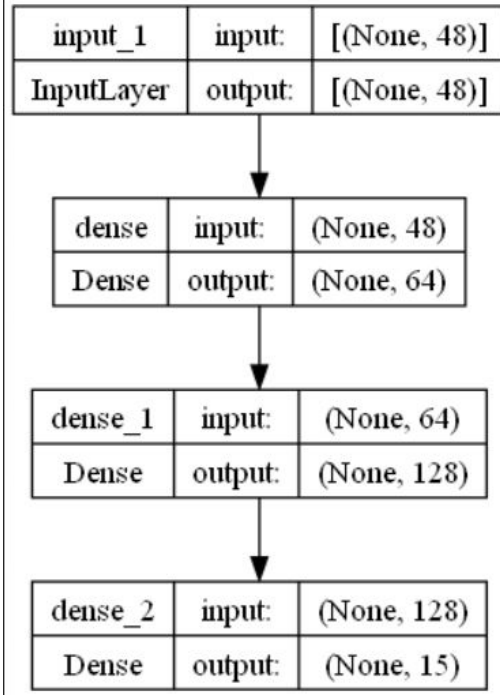 input_1 input: [(None, 48)]
InputLayer output: [(None, 48)]
dense input: (None, 48)
Dense output: (None, 64)
dense_1 input: (None, 64)
Dense output: (None, 128)
dense_2 input: (None, 128)
Dense output: (None, 15)